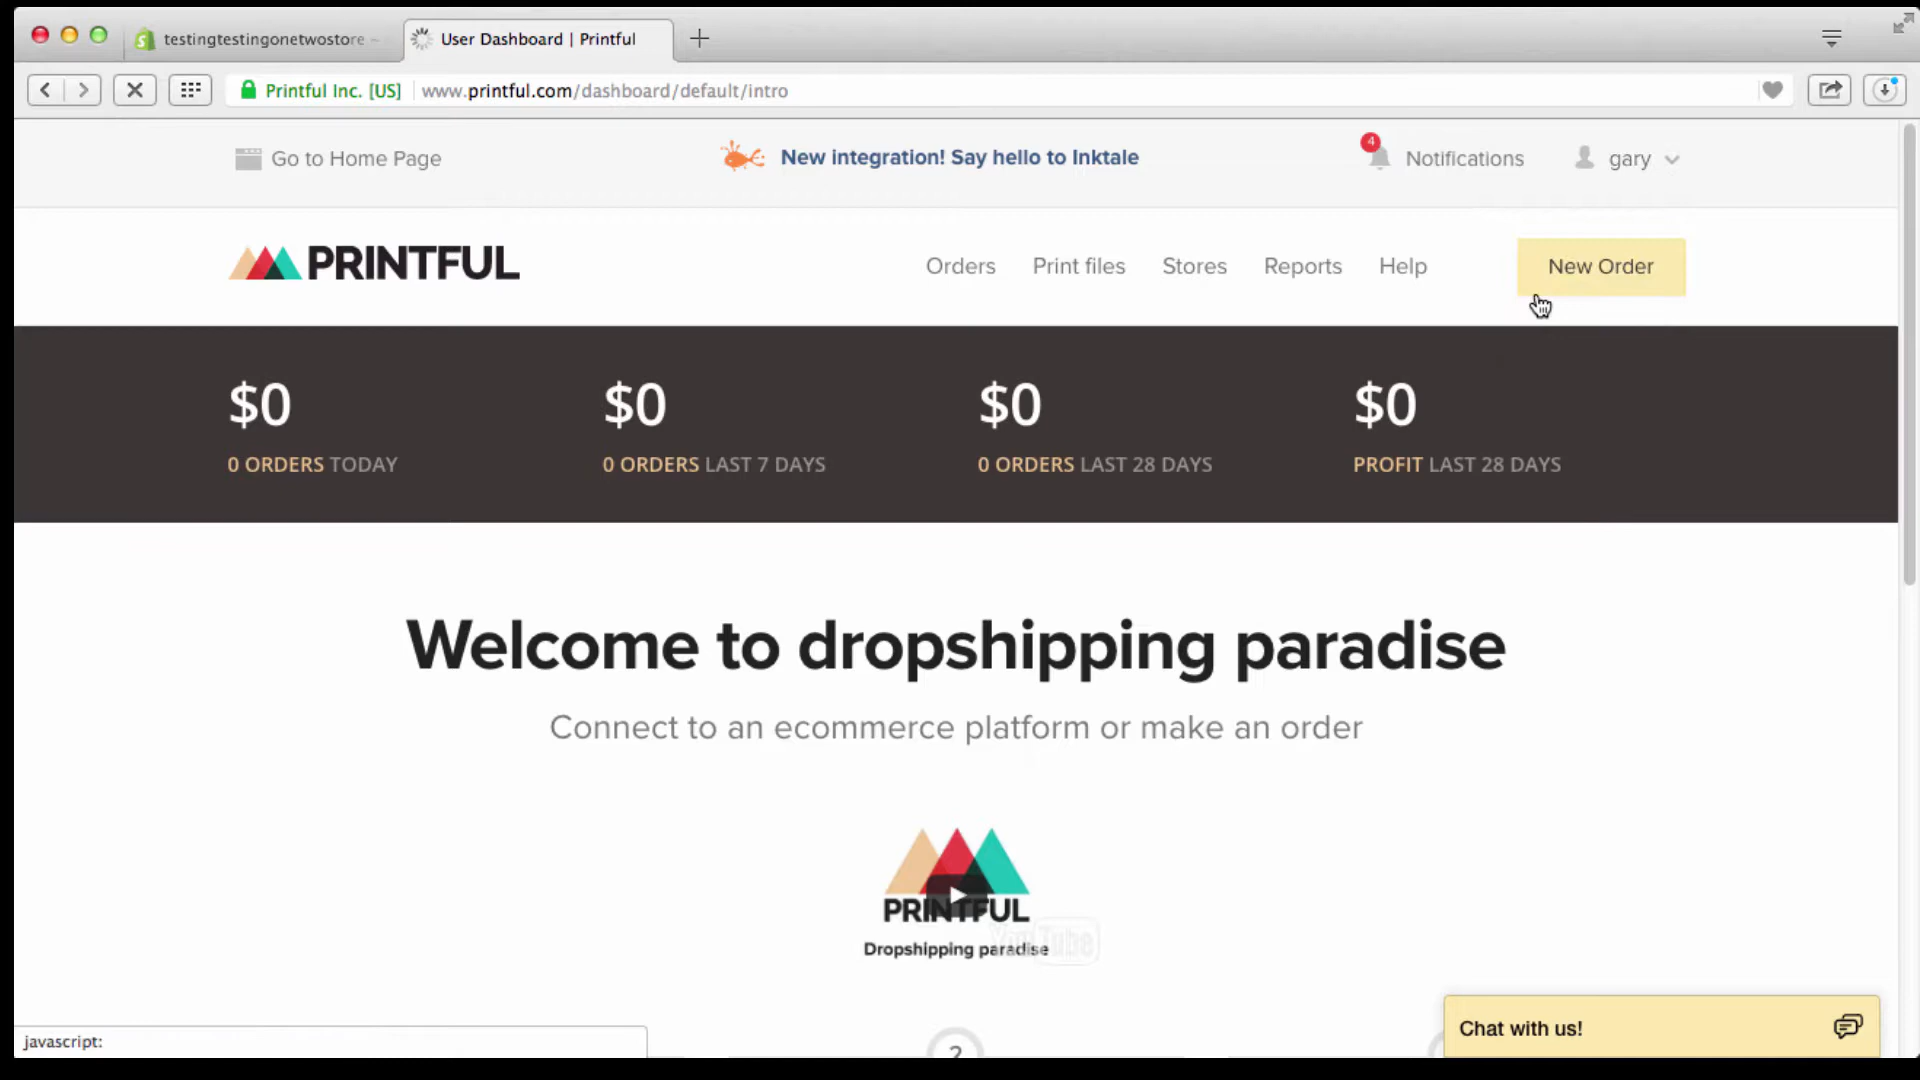 testingtestingonetwostore –
User Dashboard | Printful
Printful Inc. [US]
www.printful.com/dashboard/default/intro
Go to Home Page
New integration! Say hello to Inktale
4
Notifications
gary
PRINTFUL
Orders
Print files
Stores
Reports
Help
New Order
$0
$0
$0
$0
0 ORDERS TODAY
0 ORDERS LAST 7 DAYS
0 ORDERS LAST 28 DAYS
PROFIT LAST 28 DAYS
Welcome to dropshipping paradise
Connect to an ecommerce platform or make an order
PRINTFUL
YouTube
Dropshipping paradise
Chat with us!
javascript:
2